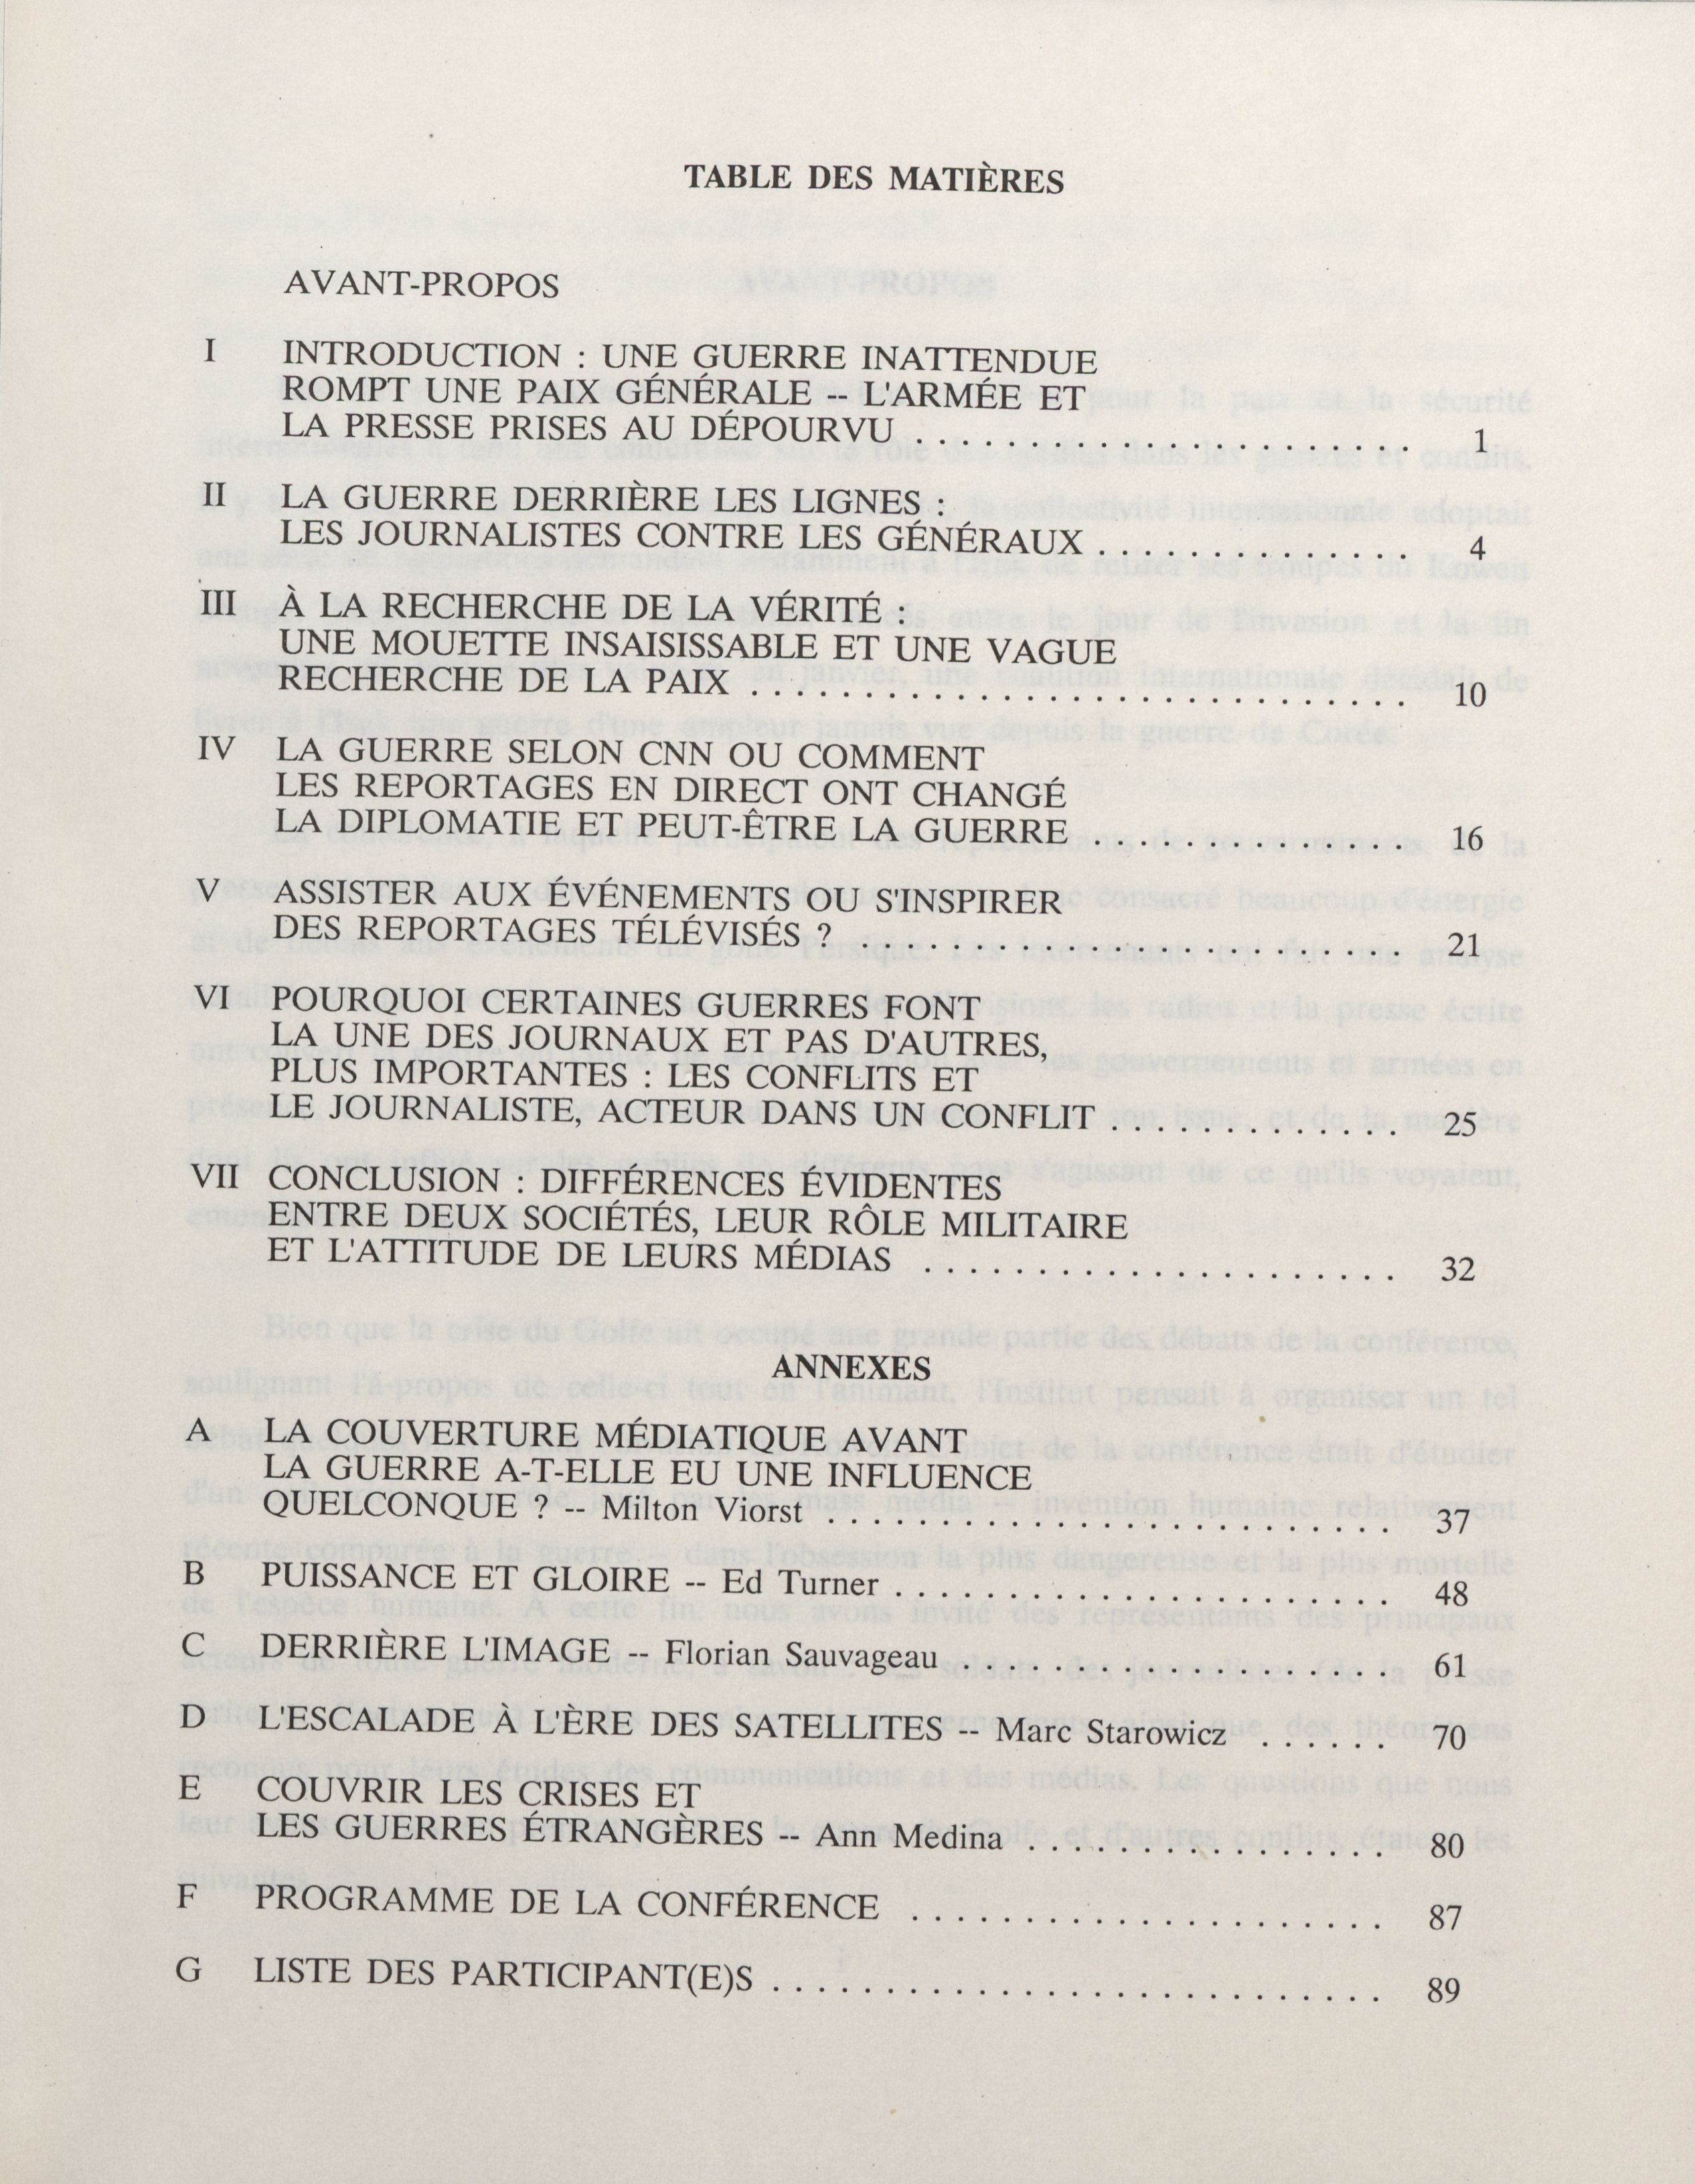 TABLE DES MATIÈRES
AVANT-PROPOS
I INTRODUCTION : UNE GUERRE INATTENDUE
ROMPT UNE PAIX GÉNÉRALE -- L'ARMÉE ET
LA PRESSE PRISES AU DÉPOURVU . . . . . . . . . . . . . . . . . . . . . . 1
II LA GUERRE DERRIÈRE LES LIGNES :
LES JOURNALISTES CONTRE LES GÉNÉRAUX . . . . . . . . . . . . . . 4
III À LA RECHERCHE DE LA VÉRITÉ :
UNE MOUETTE INSAISISSABLE ET UNE VAGUE
RECHERCHE DE LA PAIX . . . . . . . . . . . . . . . . . . . . . . . . . . . . . 10
IV LA GUERRE SELON CNN OU COMMENT
LES REPORTAGES EN DIRECT ONT CHANGÉ
LA DIPLOMATIE ET PEUT-ÊTRE LA GUERRE . . . . . . . . . . . . . . 16
V ASSISTER AUX ÉVÉNEMENTS OU S'INSPIRER
DES REPORTAGES TÉLÉVISÉS ? . . . . . . . . . . . . . . . . . . . . . . . . 21
VI POURQUOI CERTAINES GUERRES FONT
LA UNE DES JOURNAUX ET PAS D'AUTRES,
PLUS IMPORTANTES : LES CONFLITS ET
LE JOURNALISTE, ACTEUR DANS UN CONFLIT . . . . . . . . . . . . . 25
VII CONCLUSION : DIFFÉRENCES ÉVIDENTES
ENTRE DEUX SOCIÉTÉS, LEUR RÔLE MILITAIRE
ET L'ATTITUDE DE LEURS MÉDIAS . . . . . . . . . . . . . . . . . . . . . 32
ANNEXES
A LA COUVERTURE MÉDIATIQUE AVANT
LA GUERRE A-T-ELLE EU UNE INFLUENCE
QUELCONQUE ? -- Milton Viorst . . . . . . . . . . . . . . . . . . . . . . . . . 37
B PUISSANCE ET GLOIRE -- Ed Turner . . . . . . . . . . . . . . . . . . . . . . 48
C DERRIÈRE L'IMAGE -- Florian Sauvageau . . . . . . . . . . . . . . . . . . . 61
D L'ESCALADE À L'ÈRE DES SATELLITES -- Marc Starowicz . . . . . . 70
E COUVRIR LES CRISES ET
LES GUERRES ÉTRANGÈRES -- Ann Medina . . . . . . . . . . . . . . . . 80
F PROGRAMME DE LA CONFÉRENCE . . . . . . . . . . . . . . . . . . . . . 87
G LISTE DES PARTICIPANT(E)S . . . . . . . . . . . . . . . . . . . . . . . . . . . 89